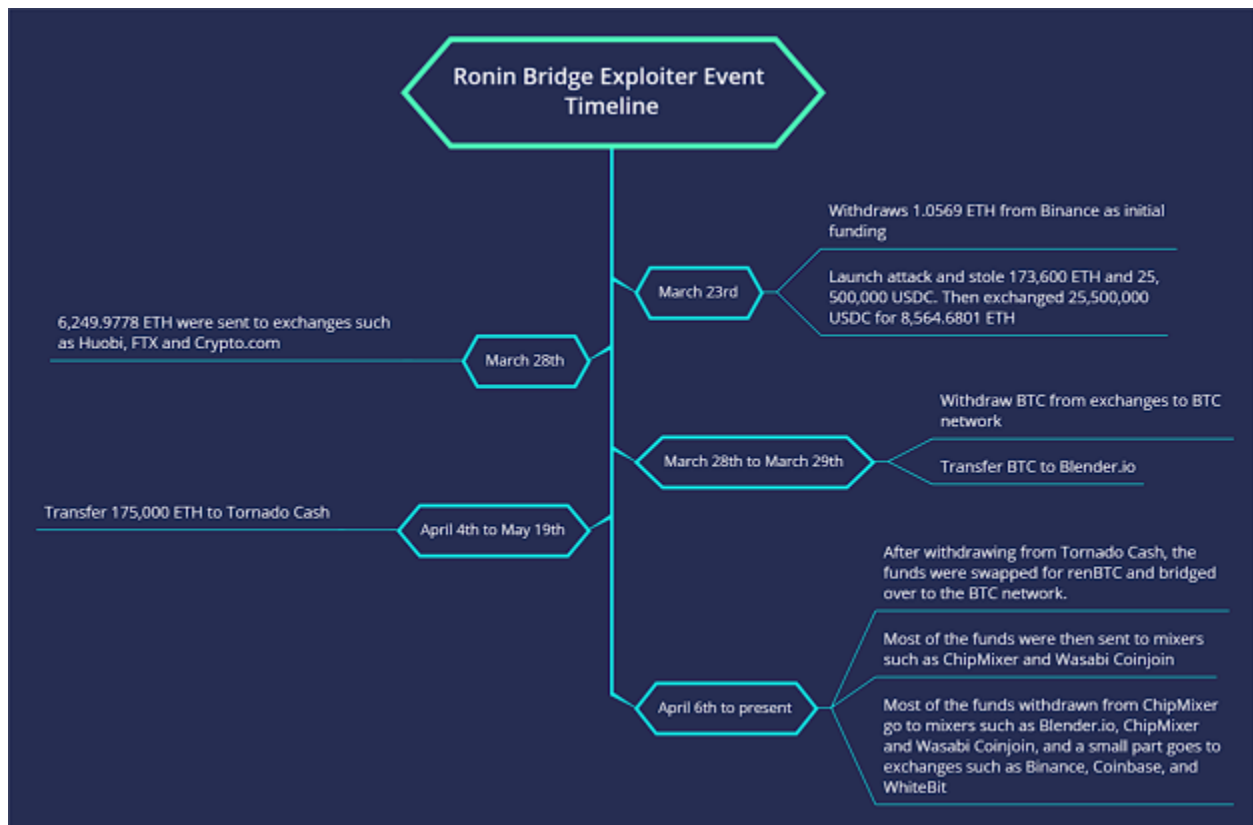 Ronin Bridge Exploiter Event
Timeline
Withdraws 1.0569 ETH from Binance as initial
funding
March 23rd
Launch attack and stole 173,600 ETH and 25,
500,000 USDC. Then exchanged 25,500,000
USDC for 8,564.6801 ETH
6,249.9778 ETH were sent to exchanges such
as Huobi, FTX and Crypto.com
March 28th
Withdraw BTC from exchanges to BTC
network
March 28th to March 29th
Transfer BTC to Blender.io
Transfer 175,000 ETH to Tornado Cash
April 4th to May 19th
After withdrawing from Tornado Cash, the
funds were swapped for renBTC and bridged
over to the BTC network.
Most of the funds were then sent to mixers
such as ChipMixer and Wasabi Coinjoin
April 6th to present
Most of the funds withdrawn from ChipMixer
go to mixers such as Blender.io, ChipMixer
and Wasabi Coinjoin, and a small part goes to
exchanges such as Binance, Coinbase, and
WhiteBit